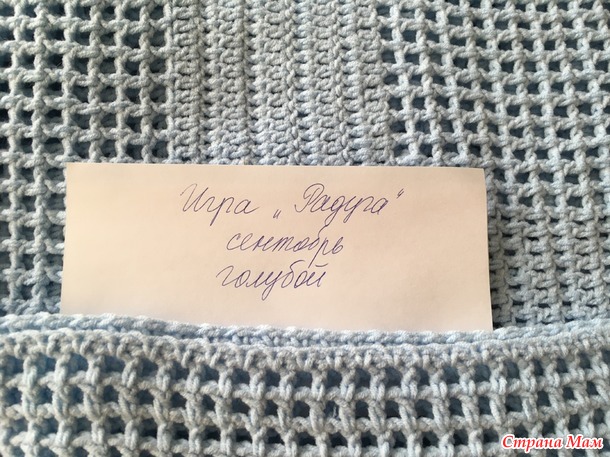 Игра „Радуга"
сентябрь
голубой
Страна Мам